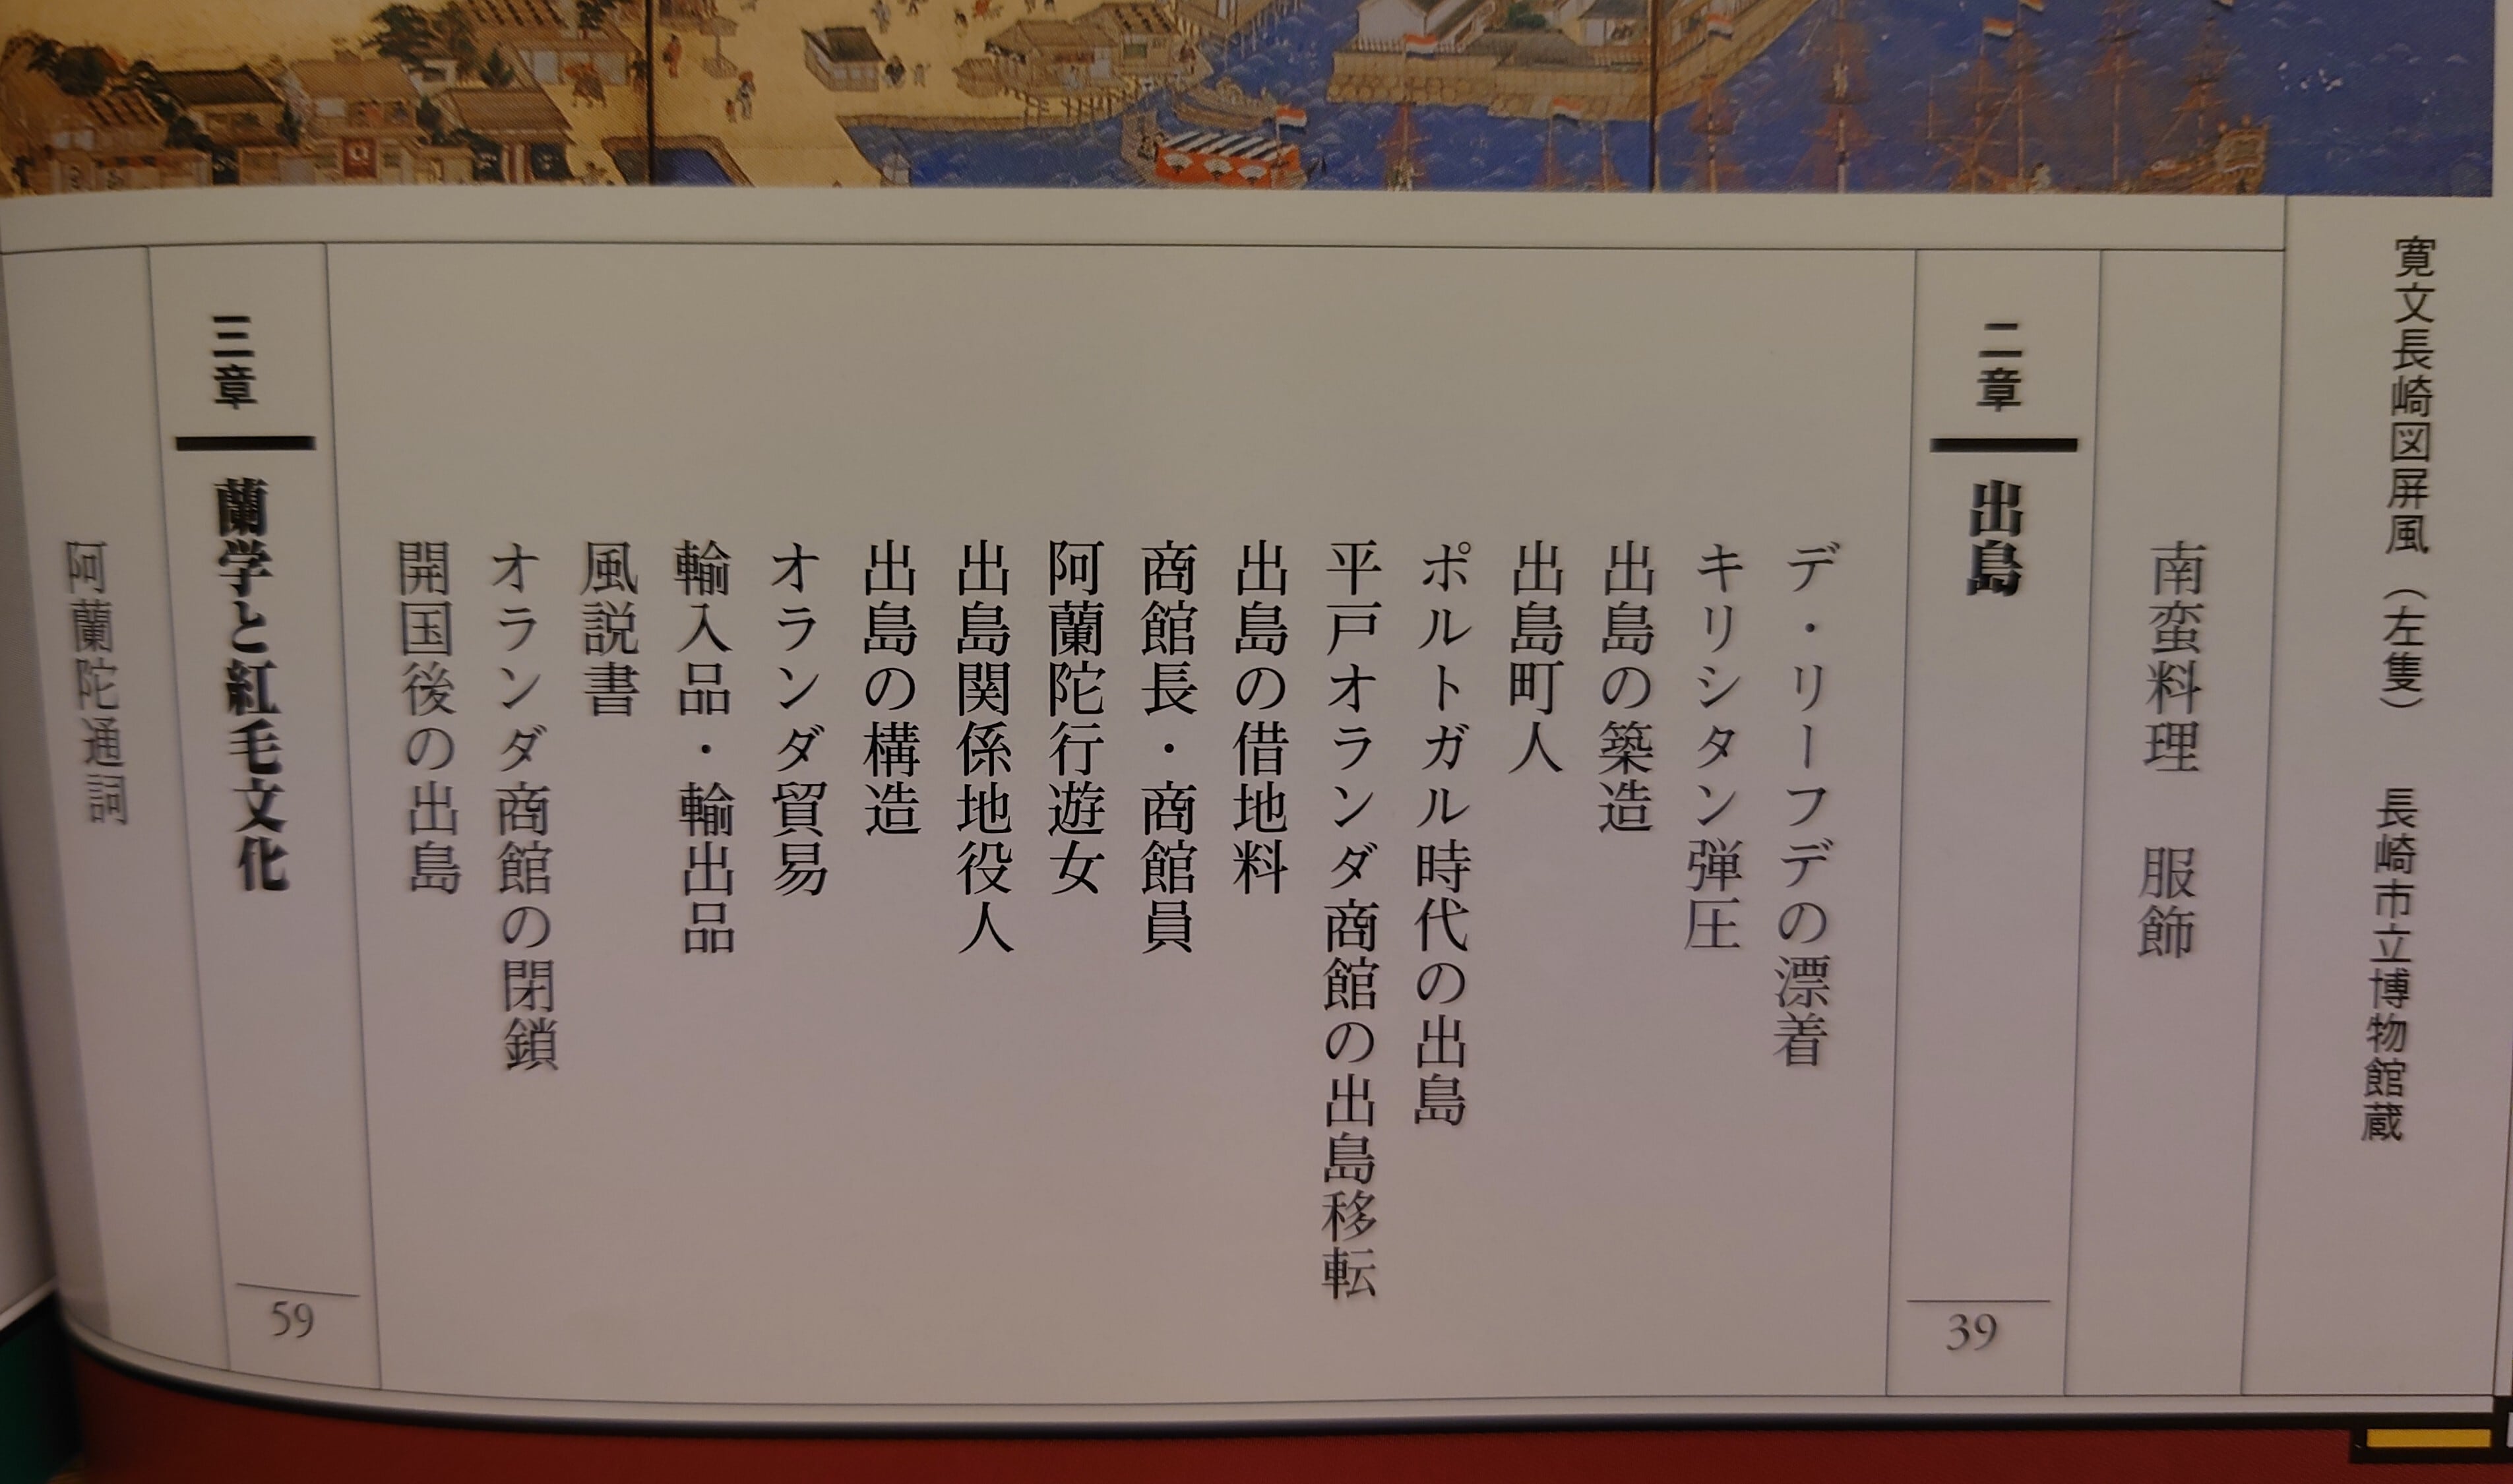 寛文長崎図屏風（左隻）　長崎市立博物館蔵
南蛮料理　服飾
二章
出島
39
デ・リーフデの漂着
キリシタン弾圧
出島の築造
出島町人
ポルトガル時代の出島
平戸オランダ商館の出島移転
出島の借地料
商館長・商館員
阿蘭陀行遊女
出島関係地役人
出島の構造
オランダ貿易
輸入品・輸出品
風説書
オランダ商館の閉鎖
開国後の出島
三章
蘭学と紅毛文化
59
阿蘭陀通詞